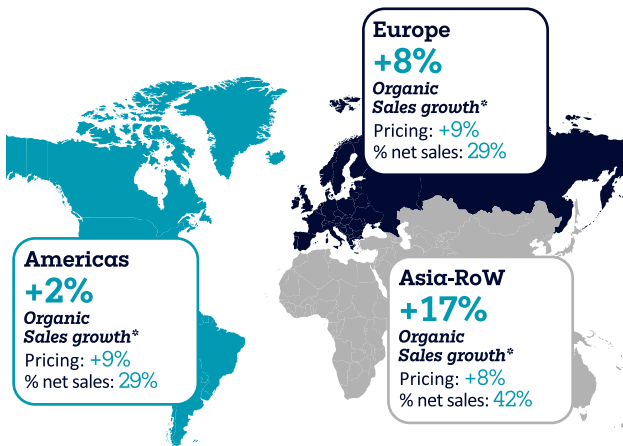 Europe
+8%
Organic
Sales growth*
Pricing: +9%
% net sales: 29%
Americas
+2%
Organic
Sales growth*
Pricing: +9%
% net sales: 29%
Asia-RoW
+17%
Organic
Sales growth*
Pricing: +8%
% net sales: 42%